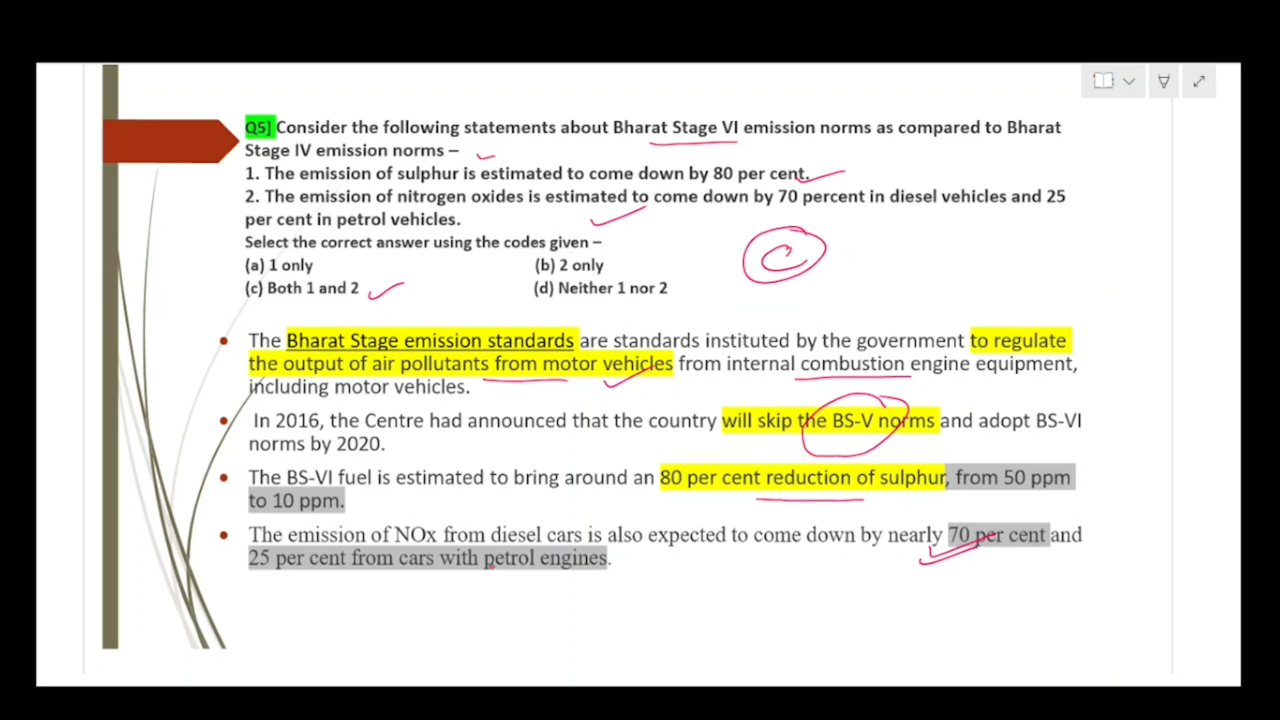 Q5] Consider the following statements about Bharat Stage VI emission norms as compared to Bharat
Stage IV emission norms –
1. The emission of sulphur is estimated to come down by 80 per cent.
2. The emission of nitrogen oxides is estimated to come down by 70 percent in diesel vehicles and 25
per cent in petrol vehicles.
Select the correct answer using the codes given –
(a) 1 only (b) 2 only
(c) Both 1 and 2 (d) Neither 1 nor 2
C
• The Bharat Stage emission standards are standards instituted by the government to regulate
the output of air pollutants from motor vehicles from internal combustion engine equipment,
including motor vehicles.
• In 2016, the Centre had announced that the country will skip the BS-V norms and adopt BS-VI
norms by 2020.
• The BS-VI fuel is estimated to bring around an 80 per cent reduction of sulphur, from 50 ppm
to 10 ppm.
• The emission of NOx from diesel cars is also expected to come down by nearly 70 per cent and
25 per cent from cars with petrol engines.